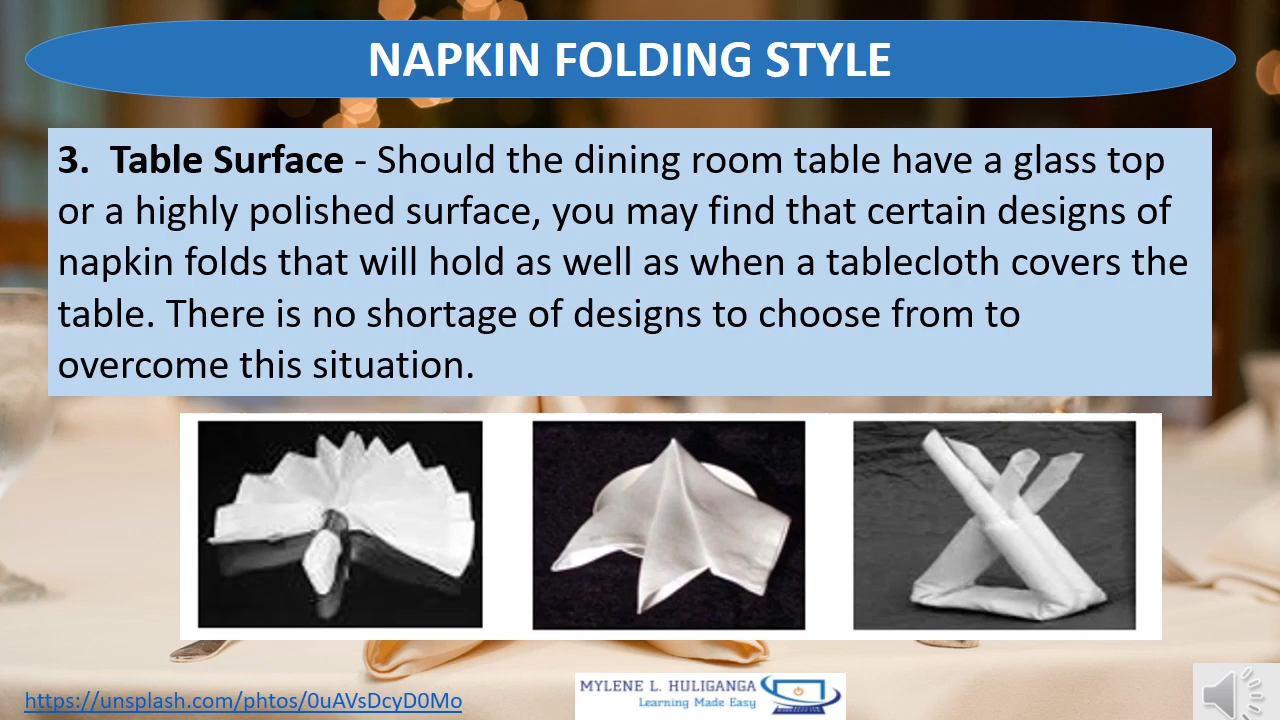 NAPKIN FOLDING STYLE
3. Table Surface - Should the dining room table have a glass top
or a highly polished surface, you may find that certain designs of
napkin folds that will hold as well as when a tablecloth covers the
table. There is no shortage of designs to choose from to
overcome this situation.
https://unsplash.com/phtos/0uAVsDcyD0Mo
MYLENE L. HULIGANGA
Learning Made Easy